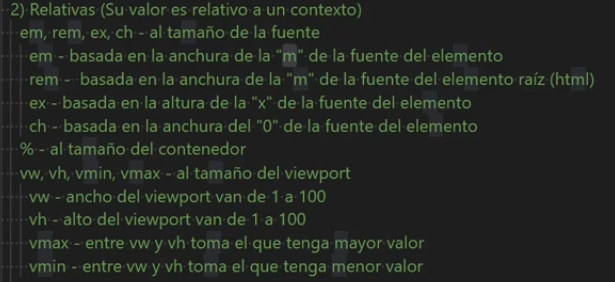 2) Relativas (Su valor es relativo a un contexto)
em, rem, ex, ch - al tamaño de la fuente
em - basada en la anchura de la "m" de la fuente del elemento
rem - basada en la anchura de la "m" de la fuente del elemento raíz (html)
ex - basada en la altura de la "x" de la fuente del elemento
ch - basada en la anchura del "0" de la fuente del elemento
% - al tamaño del contenedor
vw, vh, vmin, vmax - al tamaño del viewport
vw - ancho del viewport van de 1 a 100
vh - alto del viewport van de 1 a 100
vmax - entre vw y vh toma el que tenga mayor valor
vmin - entre vw y vh toma el que tenga menor valor